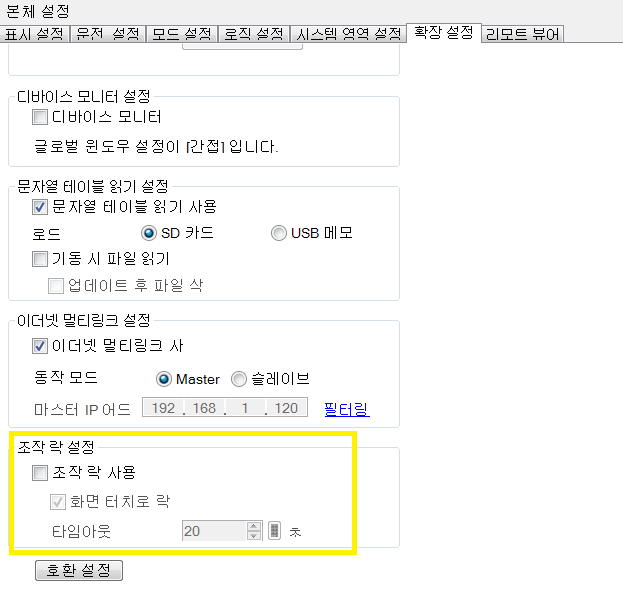 본체 설정
표시 설정 운전 설정 모드 설정 로직 설정 시스템 영역 설정 확장 설정 리모트 뷰어
디바이스 모니터 설정
디바이스 모니터
글로벌 윈도우 설정이 [간접] 입니다.
문자열 테이블 읽기 설정
문자열 테이블 읽기 사용
로드 SD 카드 USB 메모
기동 시 파일 읽기
업데이트 후 파일 삭
이더넷 멀티링크 설정
이더넷 멀티링크 사
동작 모드 Master 슬레이브
마스터 IP 어드 192 . 168 . 1 . 120 필터링
조작 락 설정
조작 락 사용
화면 터치로 락
타임아웃 20 초
호환 설정